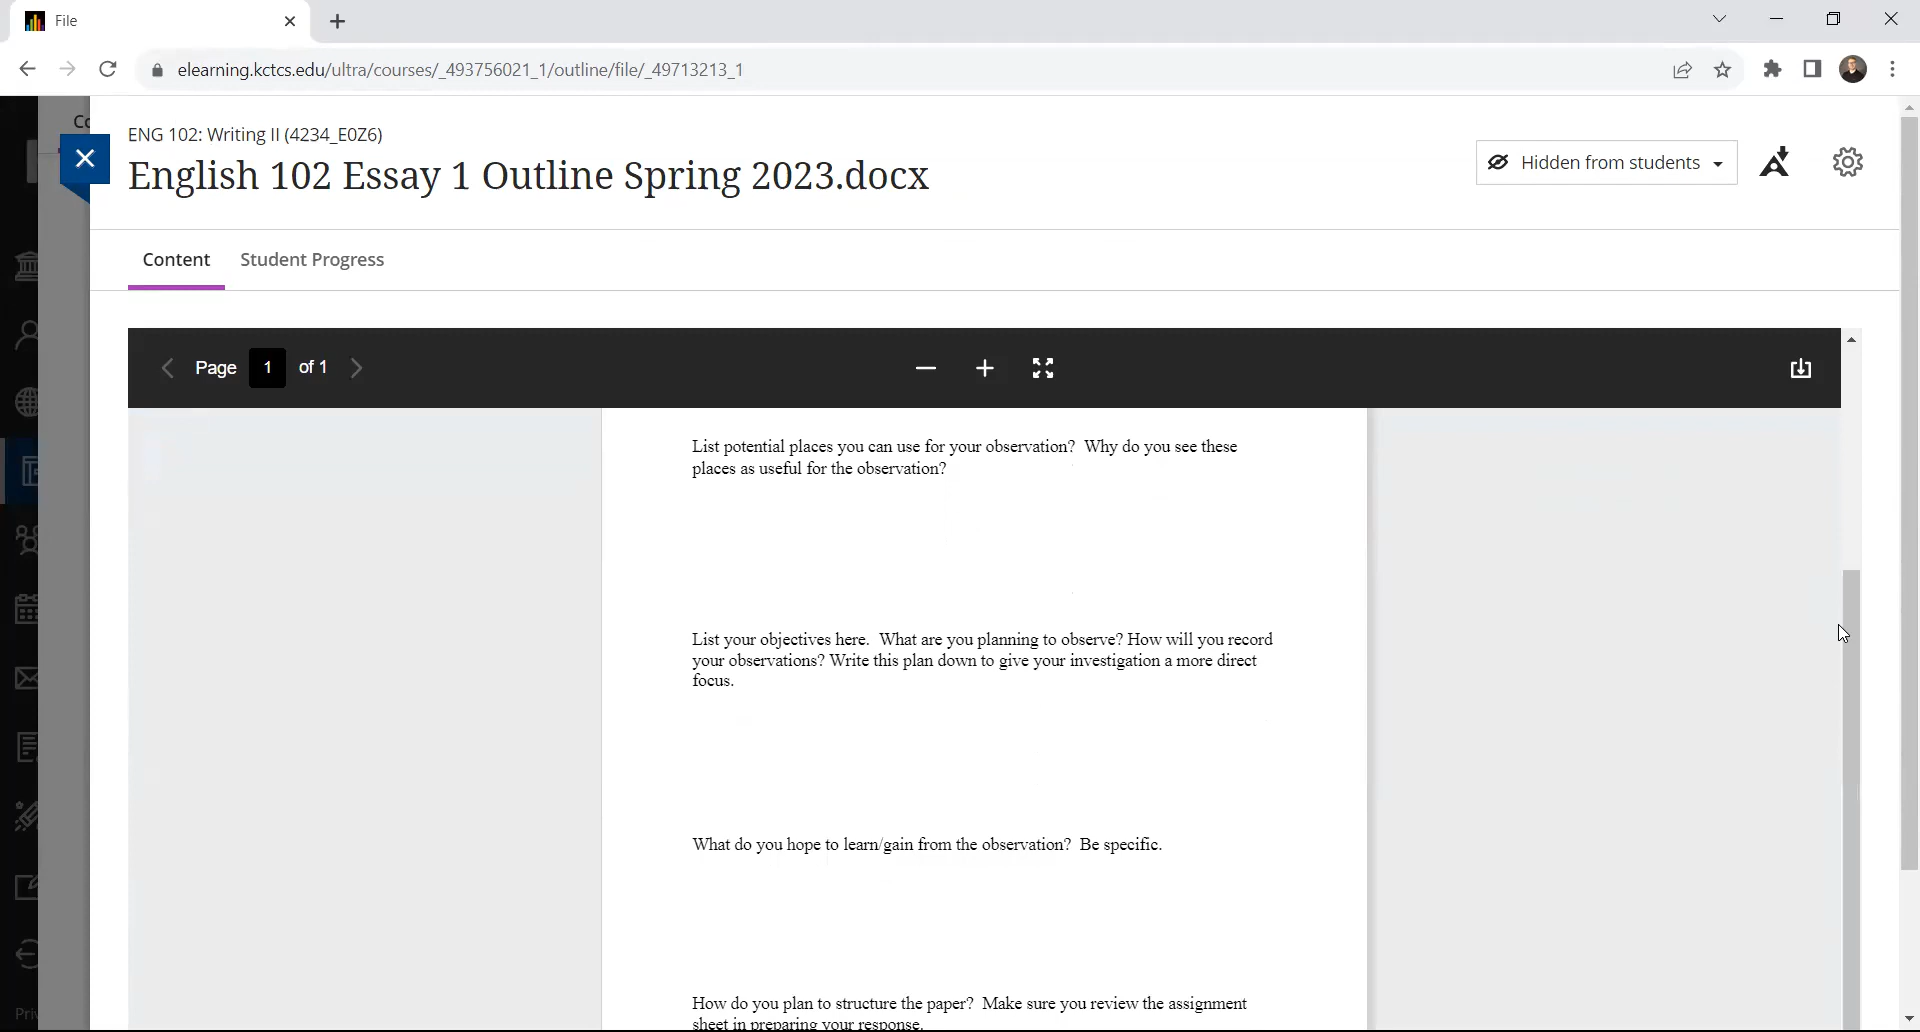 File
elearning.kctcs.edu/ultra/courses/_493756021_1/outline/file/_49713213_1
ENG 102: Writing II (4234_E0Z6)
English 102 Essay 1 Outline Spring 2023.docx
Hidden from students
Content
Student Progress
Page 1 of 1
List potential places you can use for your observation?  Why do you see these
places as useful for the observation?
List your objectives here.  What are you planning to observe? How will you record
your observations? Write this plan down to give your investigation a more direct
focus.
What do you hope to learn/gain from the observation?  Be specific.
How do you plan to structure the paper?  Make sure you review the assignment
sheet in preparing your response.